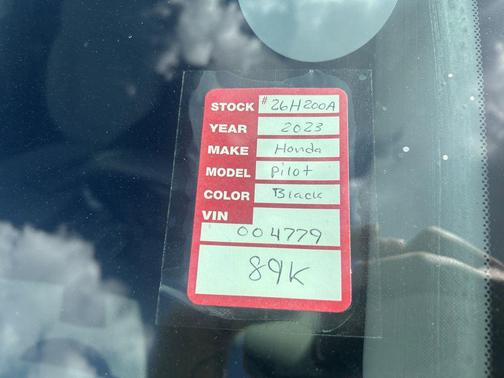 STOCK #26H200A
YEAR 2023
MAKE Honda
MODEL Pilot
COLOR Black
VIN
004779
89K